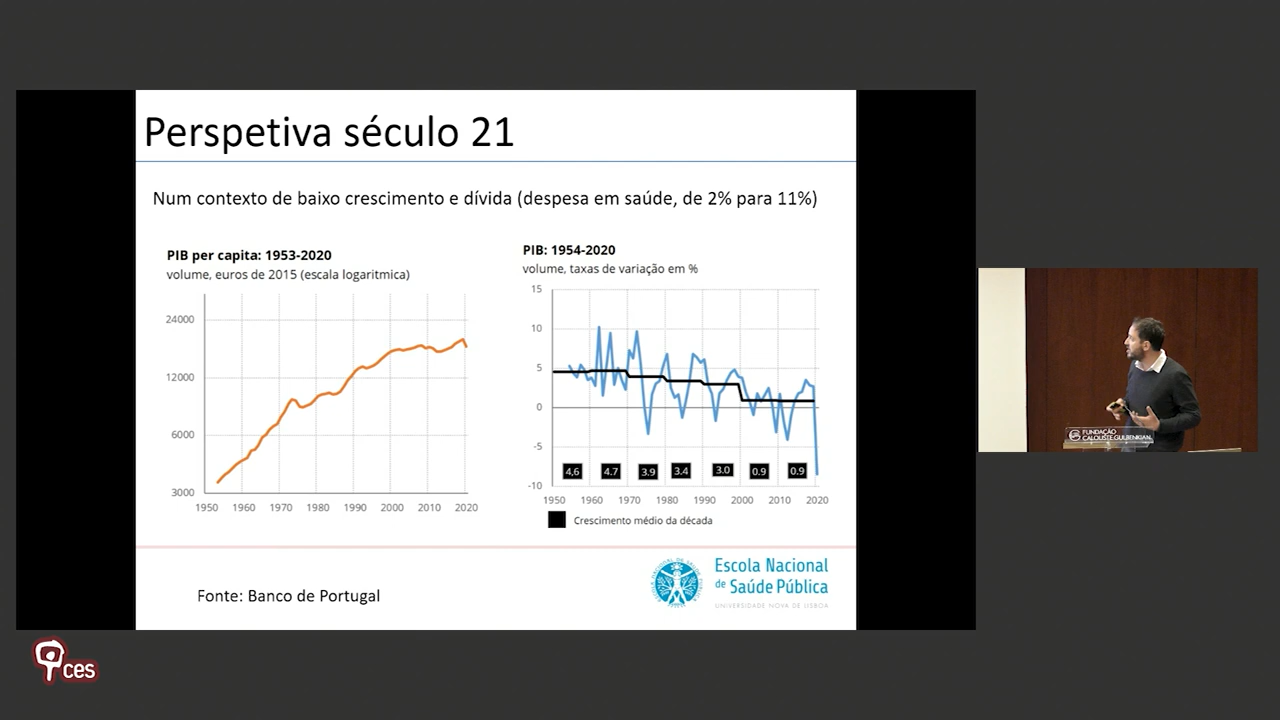 Perspetiva século 21
Num contexto de baixo crescimento e dívida (despesa em saúde, de 2% para 11%)
PIB per capita: 1953-2020
volume, euros de 2015 (escala logaritmica)
24000
12000
6000
3000
1950 1960 1970 1980 1990 2000 2010 2020
PIB: 1954-2020
volume, taxas de variação em %
15
10
5
0
-5
-10
4,6 4.7 3.9 3.4 3.0 0.9 0.9
1950 1960 1970 1980 1990 2000 2010 2020
Crescimento médio da década
Fonte: Banco de Portugal
Escola Nacional
de Saúde Pública
UNIVERSIDADE NOVA DE LISBOA
FUNDAÇÃO
CALOUSTE GULBENKIAN
ces